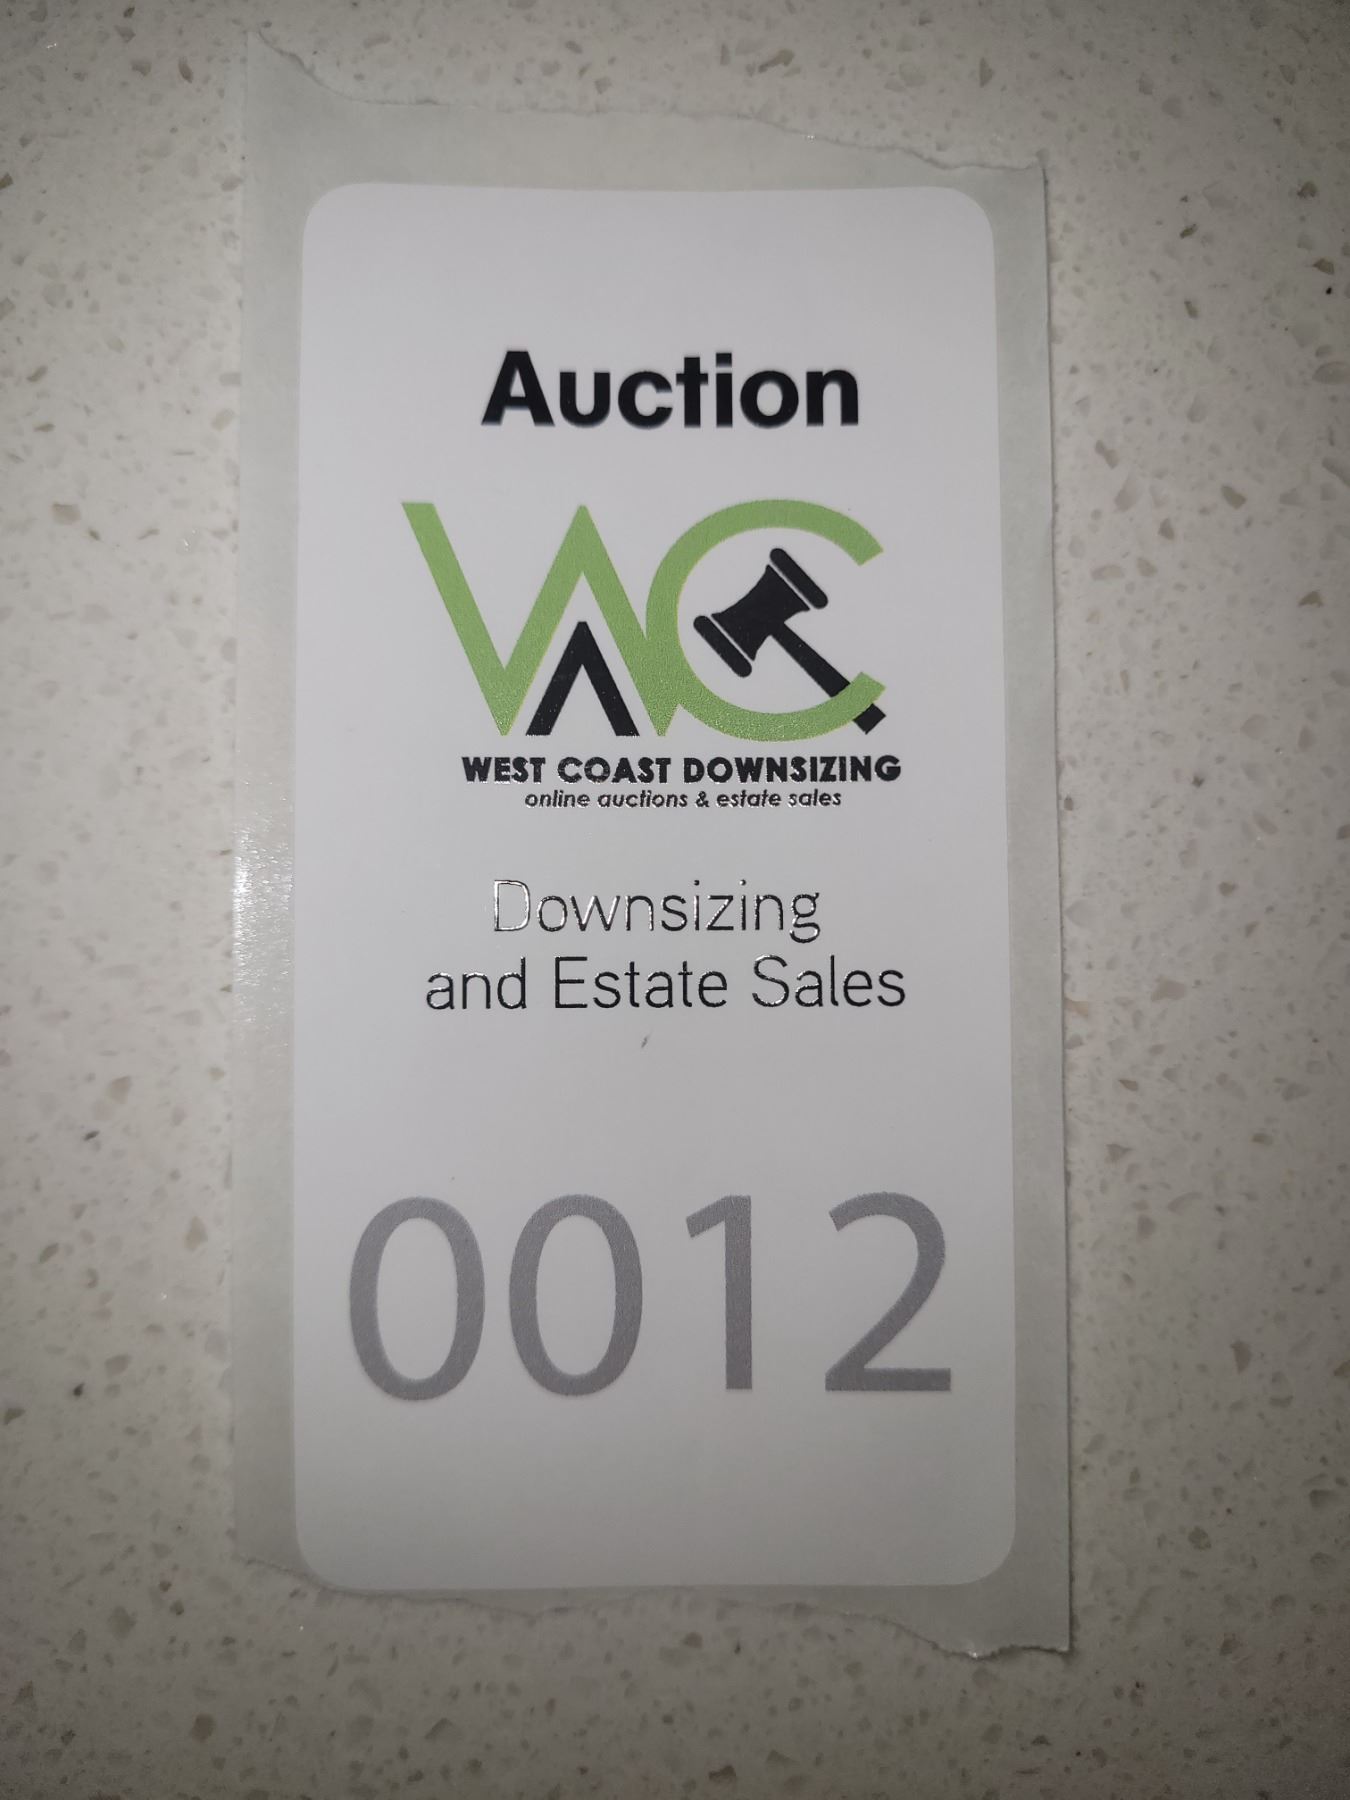 Auction
WC
WEST COAST DOWNSIZING
online auctions & estate sales
Downsizing
and Estate Sales
0012